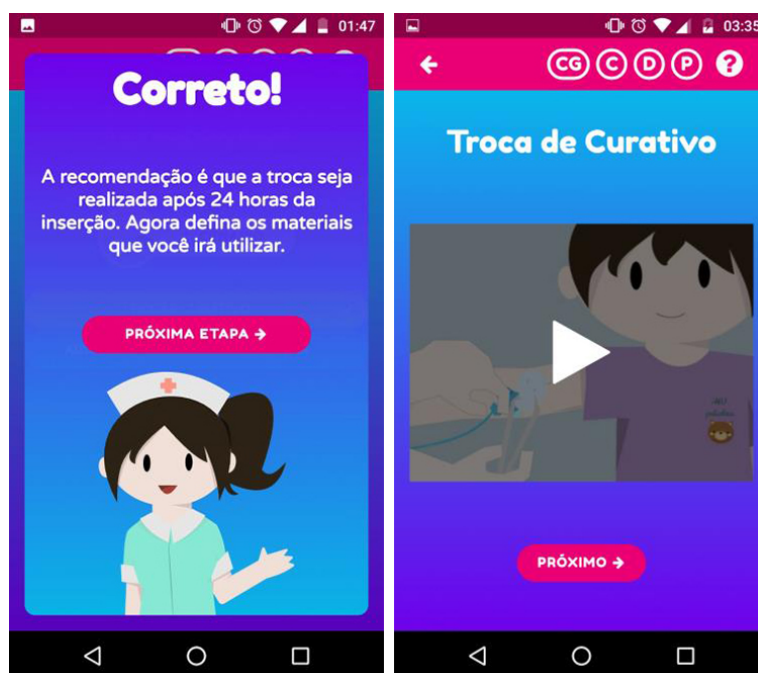 01:47
Correto!
A recomendação é que a troca seja
realizada após 24 horas da
inserção. Agora defina os materiais
que você irá utilizar.
PRÓXIMA ETAPA →
03:35
CG C D P ?
Troca de Curativo
PRÓXIMO →